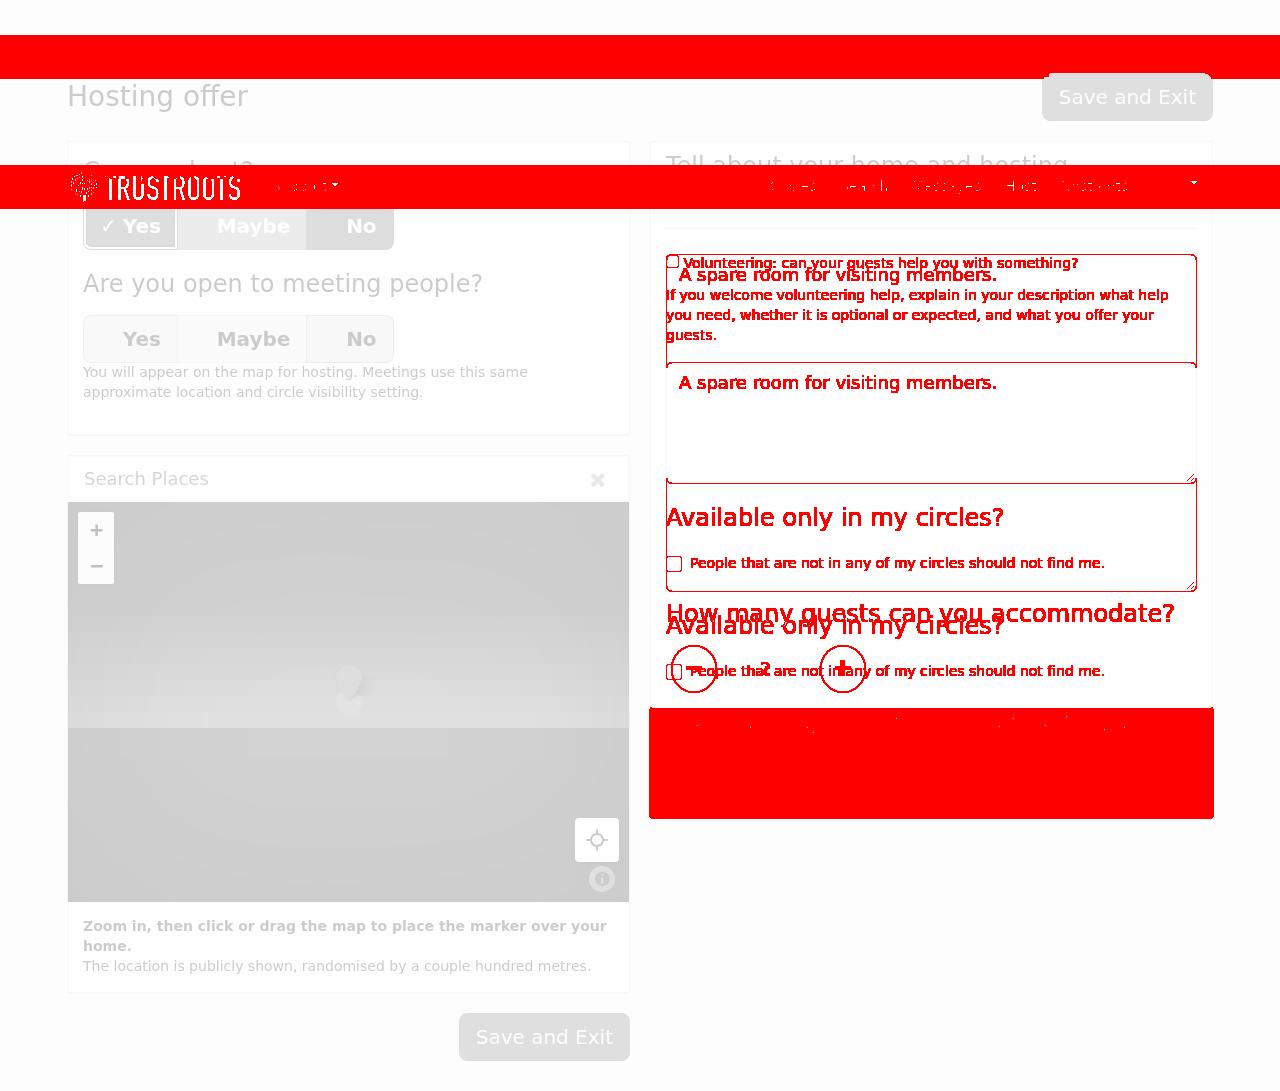 Hosting offer
Save and Exit
Tell about your home and hosting
TRUSTROOTS
✓ Yes Maybe No
Are you open to meeting people?
Yes Maybe No
You will appear on the map for hosting. Meetings use this same
approximate location and circle visibility setting.
Search Places
+
−
Zoom in, then click or drag the map to place the marker over your
home.
The location is publicly shown, randomised by a couple hundred metres.
Save and Exit
Volunteering: can your guests help you with something?
A spare room for visiting members.
If you welcome volunteering help, explain in your description what help
you need, whether it is optional or expected, and what you offer your
guests.
A spare room for visiting members.
Available only in my circles?
People that are not in any of my circles should not find me.
How many guests can you accommodate?
Available only in my circles?
− 2 +
People that are not in any of my circles should not find me.